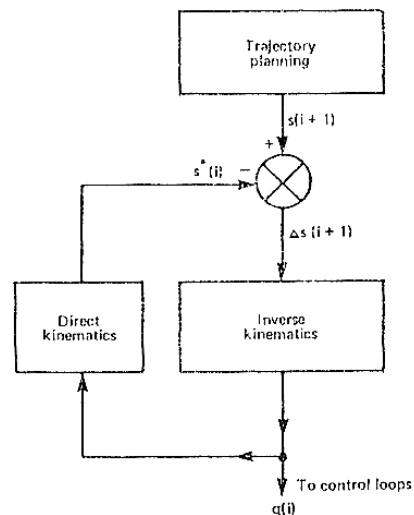 Trajectory
planning
s(i + 1)
+
s*(i)
−
Δs (i + 1)
Direct
kinematics
Inverse
kinematics
To control loops
q(i)